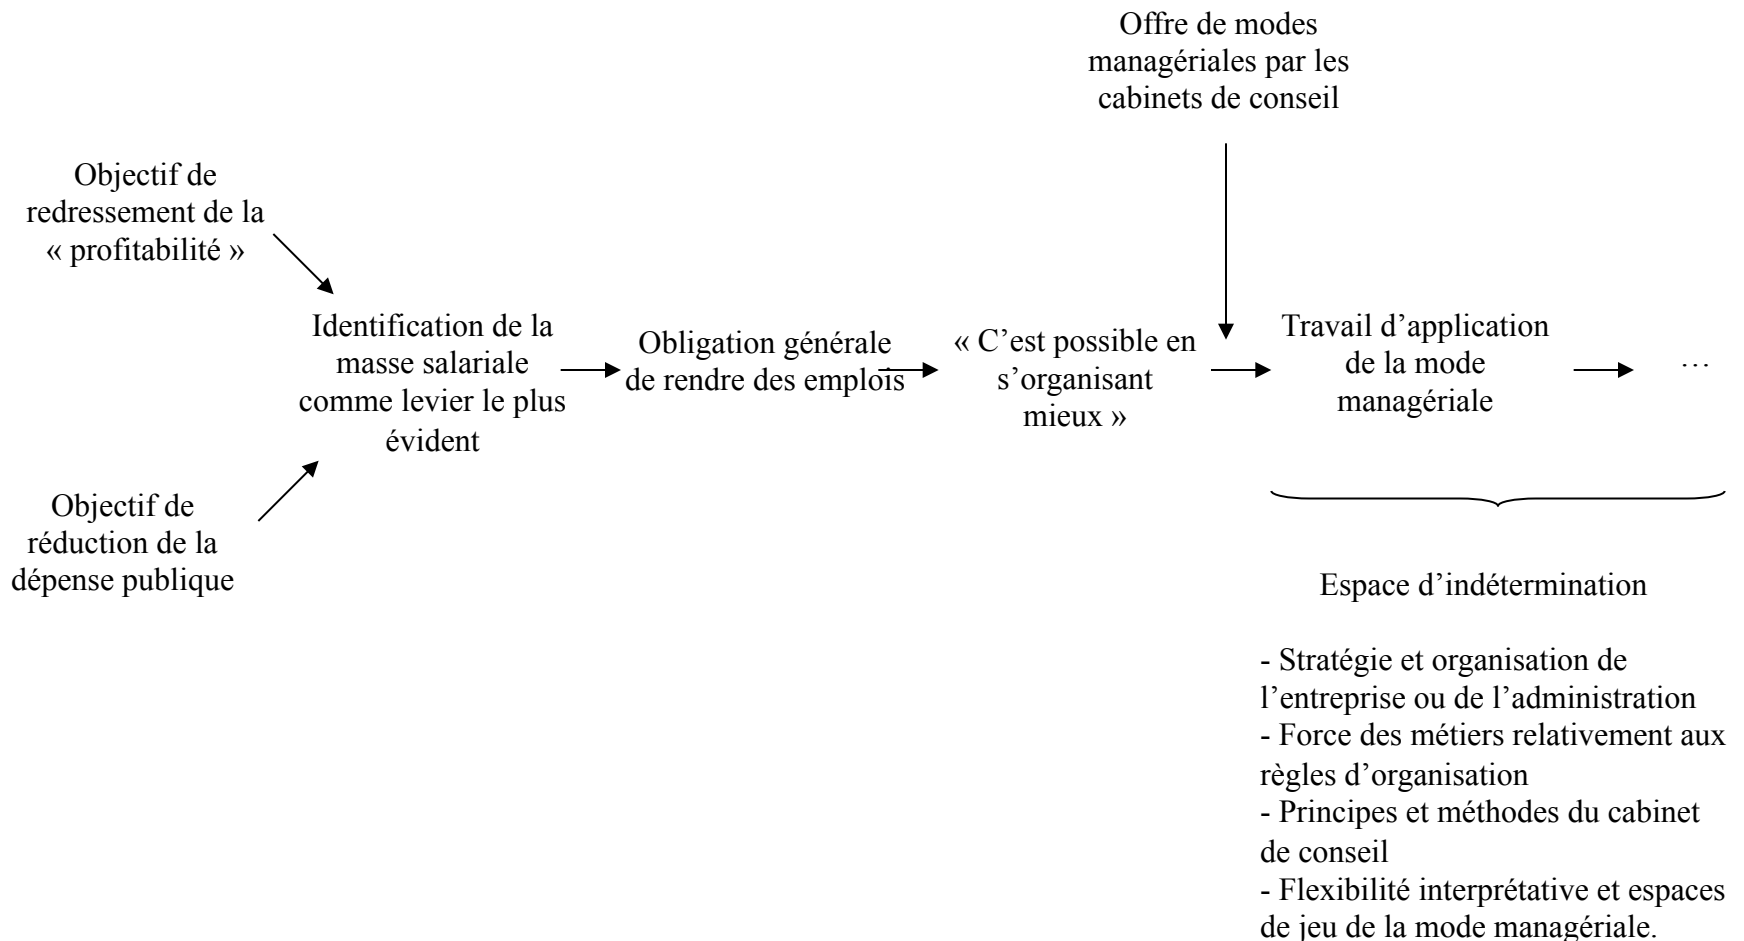 Offre de modes
managériales par les
cabinets de conseil
Objectif de
redressement de la
« profitabilité »
Identification de la
masse salariale
comme levier le plus
évident
Objectif de
réduction de la
dépense publique
Obligation générale
de rendre des emplois
« C’est possible en
s’organisant
mieux »
Travail d’application
de la mode
managériale
…
Espace d’indétermination
- Stratégie et organisation de
l’entreprise ou de l’administration
- Force des métiers relativement aux
règles d’organisation
- Principes et méthodes du cabinet
de conseil
- Flexibilité interprétative et espaces
de jeu de la mode managériale.